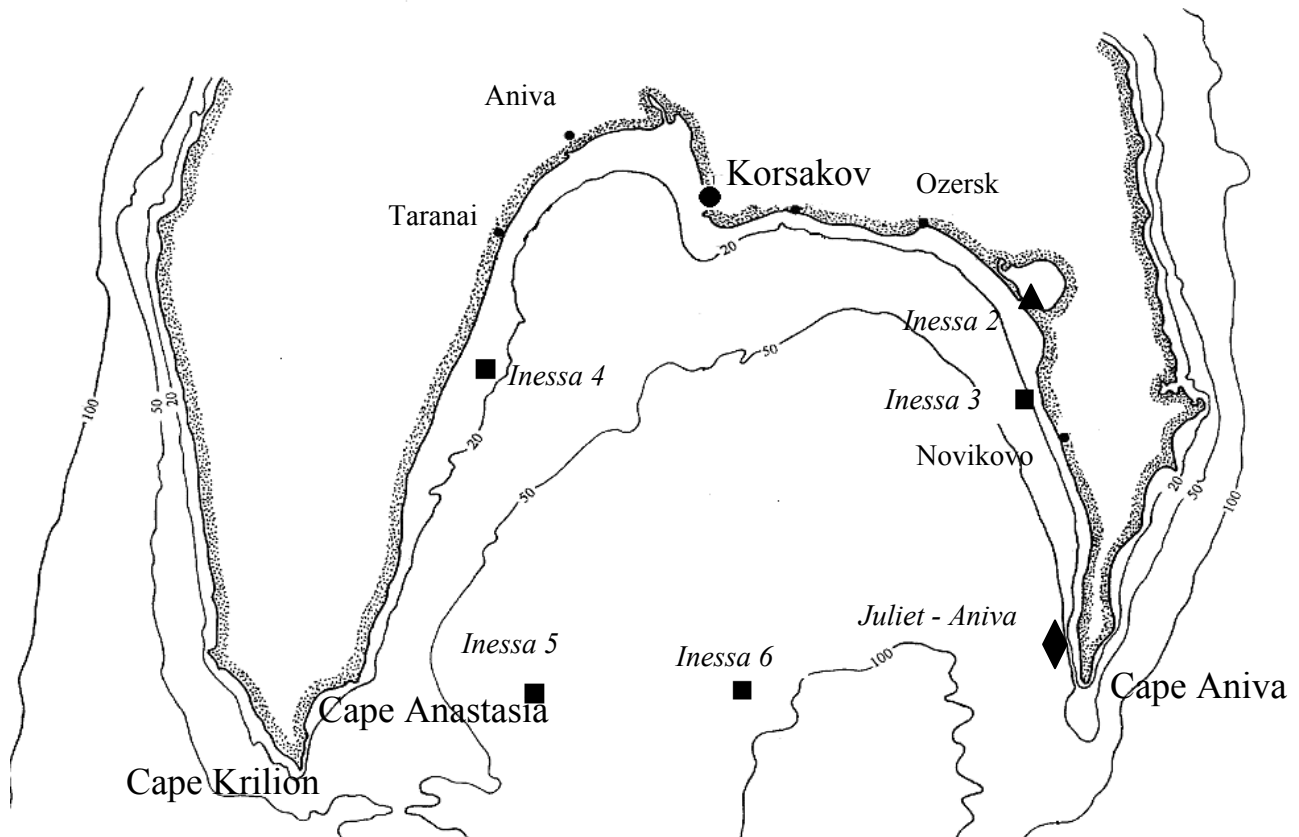 Aniva
Korsakov
Ozersk
Taranai
20
Inessa 2
50
Inessa 4
Inessa 3
100
50
20
20
Novikovo
50
20
50
100
Juliet - Aniva
Inessa 5
Inessa 6
100
Cape Aniva
Cape Anastasia
Cape Krilion